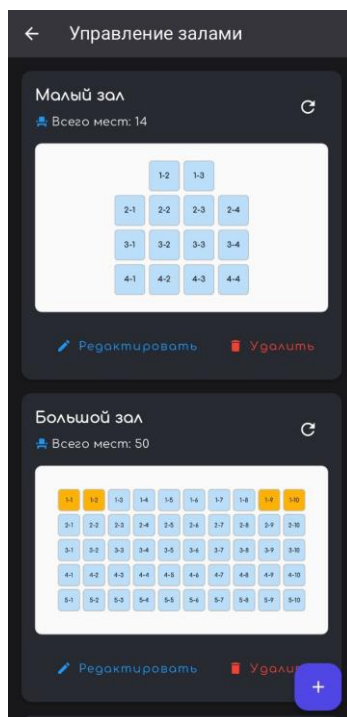 Управление залами
Малый зал
Всего мест: 14
1-2 1-3
2-1 2-2 2-3 2-4
3-1 3-2 3-3 3-4
4-1 4-2 4-3 4-4
Редактировать Удалить
Большой зал
Всего мест: 50
1-1 1-2 1-3 1-4 1-5 1-6 1-7 1-8 1-9 1-10
2-1 2-2 2-3 2-4 2-5 2-6 2-7 2-8 2-9 2-10
3-1 3-2 3-3 3-4 3-5 3-6 3-7 3-8 3-9 3-10
4-1 4-2 4-3 4-4 4-5 4-6 4-7 4-8 4-9 4-10
5-1 5-2 5-3 5-4 5-5 5-6 5-7 5-8 5-9 5-10
Редактировать